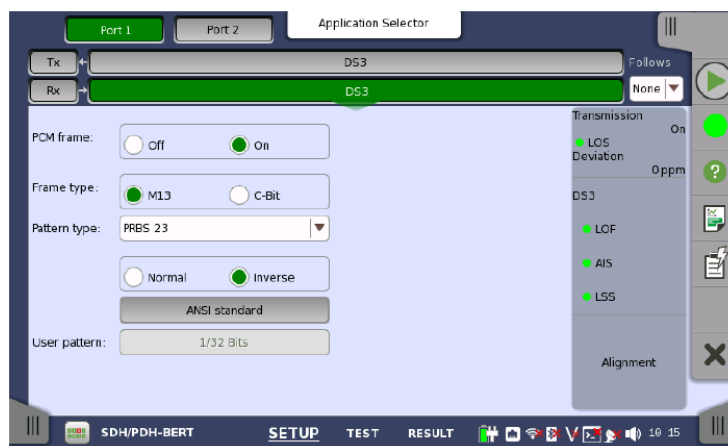 Port 1
Port 2
Application Selector
Tx
DS3
Follows
Rx
DS3
None
PCM frame:
Off
On
Frame type:
M13
C-Bit
Pattern type:
PRBS 23
Normal
Inverse
ANSI standard
User pattern:
1/32 Bits
Transmission
On
LOS
Deviation
0 ppm
DS3
LOF
AIS
LSS
Alignment
SDH/PDH-BERT
SETUP
TEST
RESULT
10 15